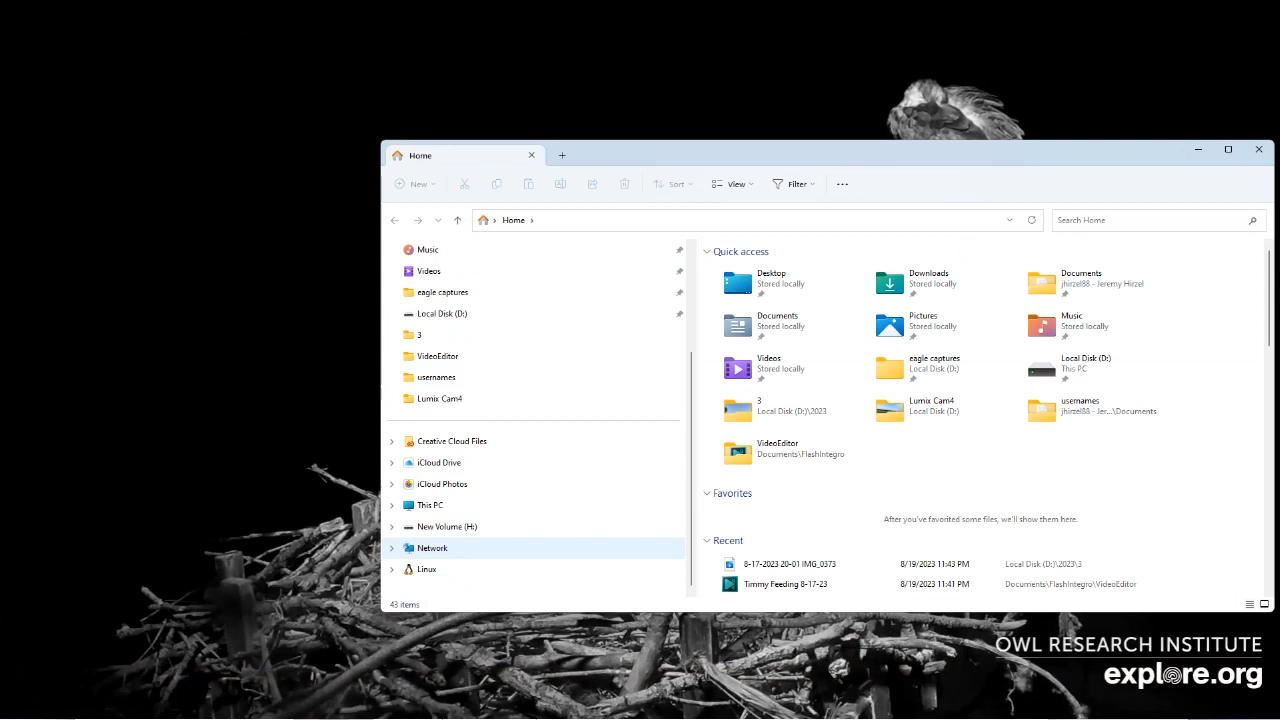 Home
New
Sort
View
Filter
Home
Search Home
Music
Videos
eagle captures
Local Disk (D:)
3
VideoEditor
usernames
Lumix Cam4
Creative Cloud Files
iCloud Drive
iCloud Photos
This PC
New Volume (H:)
Network
Linux
43 items
Quick access
Desktop
Stored locally
Downloads
Stored locally
Documents
jhirzel88 - Jeremy Hirzel
Documents
Stored locally
Pictures
Stored locally
Music
Stored locally
Videos
Stored locally
eagle captures
Local Disk (D:)
Local Disk (D:)
This PC
3
Local Disk (D:)\2023
Lumix Cam4
Local Disk (D:)
usernames
jhirzel88 - Jer...\Documents
VideoEditor
Documents\FlashIntegro
Favorites
After you've favorited some files, we'll show them here.
Recent
8-17-2023 20-01 IMG_0373 8/19/2023 11:43 PM Local Disk (D:)\2023\3
Timmy Feeding 8-17-23 8/19/2023 11:41 PM Documents\FlashIntegro\VideoEditor
OWL RESEARCH INSTITUTE
explore.org